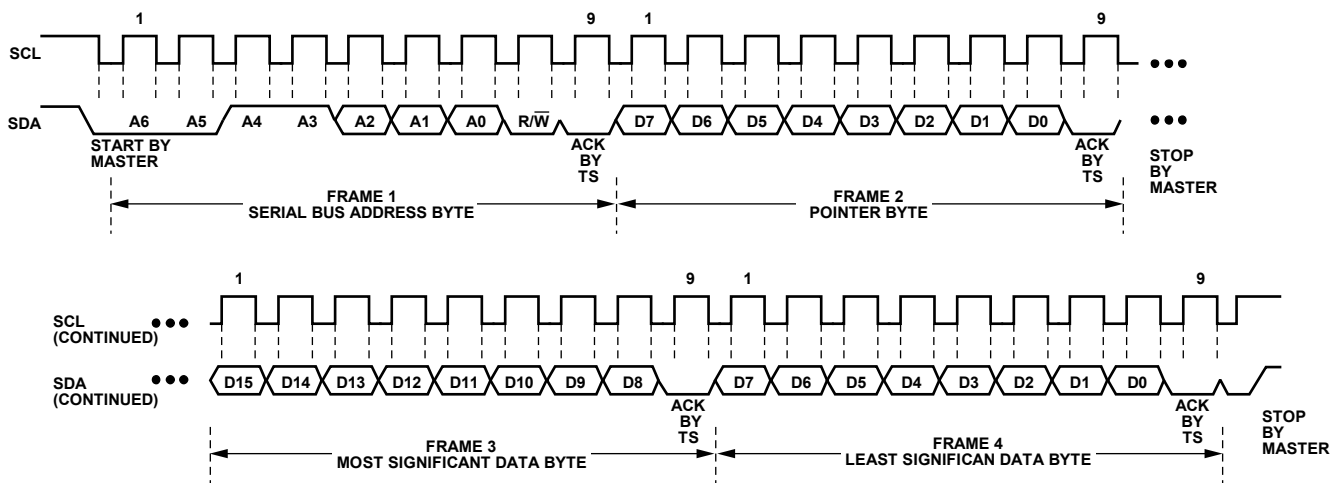 1 9 1 9
SCL
SDA
A6 A5 A4 A3 A2 A1 A0 R/W̅ D7 D6 D5 D4 D3 D2 D1 D0
START BY
MASTER
ACK
BY
TS
ACK
BY
TS
STOP
BY
MASTER
FRAME 1
SERIAL BUS ADDRESS BYTE
FRAME 2
POINTER BYTE
1 9 1 9
SCL
(CONTINUED)
SDA
(CONTINUED)
D15 D14 D13 D12 D11 D10 D9 D8 D7 D6 D5 D4 D3 D2 D1 D0
ACK
BY
TS
ACK
BY
TS
STOP
BY
MASTER
FRAME 3
MOST SIGNIFICANT DATA BYTE
FRAME 4
LEAST SIGNIFICAN DATA BYTE